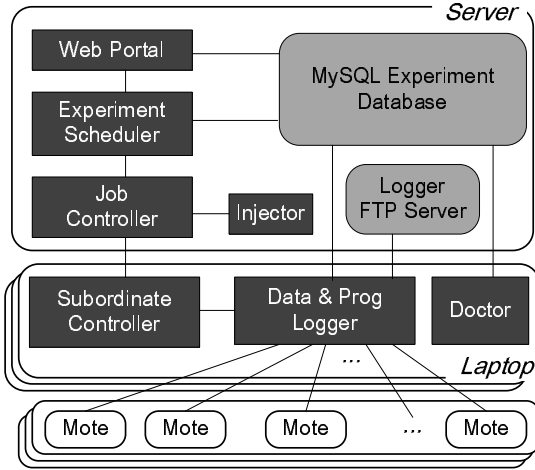 Server
Web Portal
MySQL Experiment
Database
Experiment
Scheduler
Logger
FTP Server
Job
Controller
Injector
Subordinate
Controller
Data & Prog
Logger
Doctor
...
Laptop
Mote
Mote
Mote
...
Mote